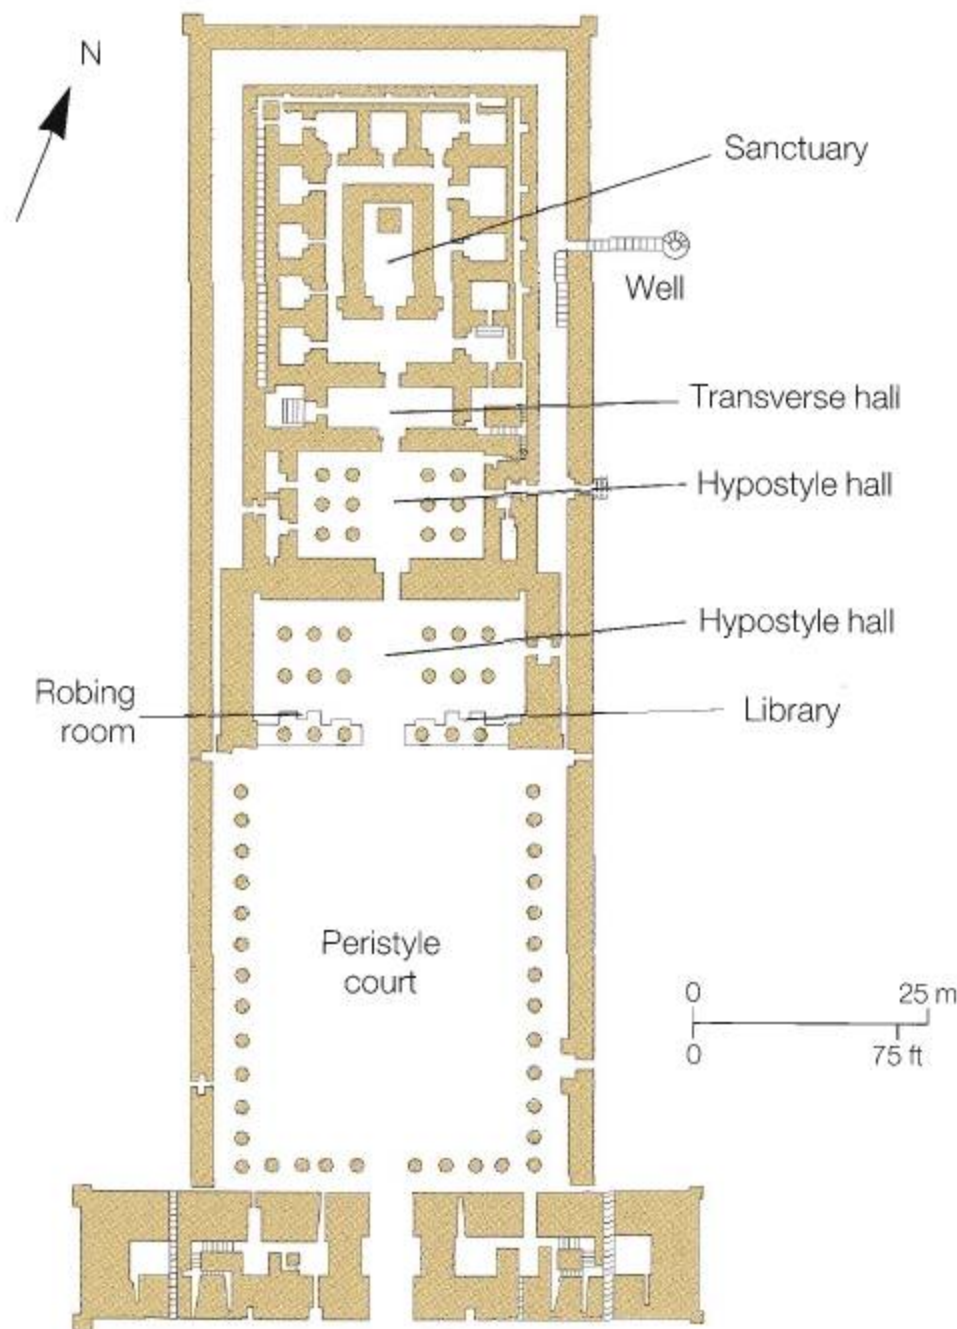 N
Sanctuary
Well
Transverse hall
Hypostyle hall
Hypostyle hall
Robing
room
Library
Peristyle
court
0 25 m
0 75 ft